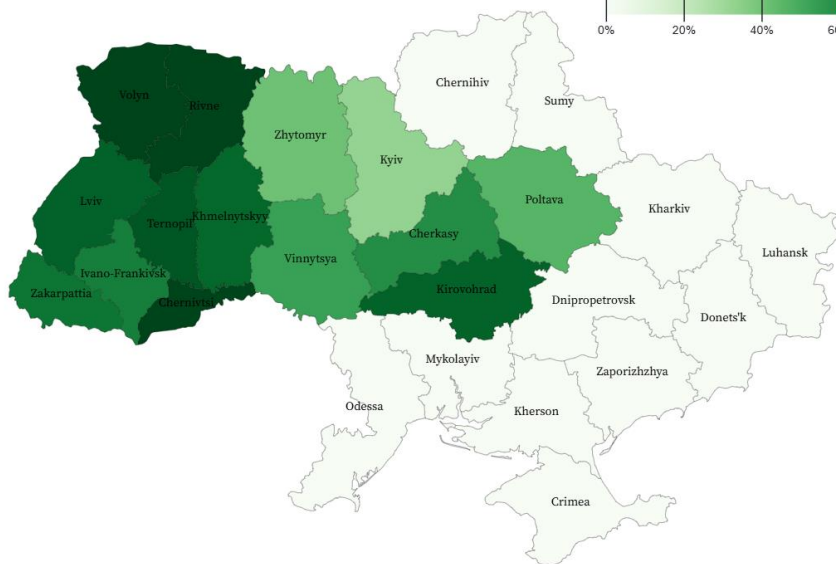 0% 20% 40%
Chernihiv
Volyn
Rivne
Sumy
Zhytomyr
Kyiv
Lviv
Ternopil
Khmelnytskyy
Poltava
Kharkiv
Cherkasy
Luhansk
Vinnytsya
Ivano-Frankivsk
Zakarpattia
Chernivtsi
Kirovohrad
Dnipropetrovsk
Donets'k
Mykolayiv
Zaporizhzhya
Odessa
Kherson
Crimea